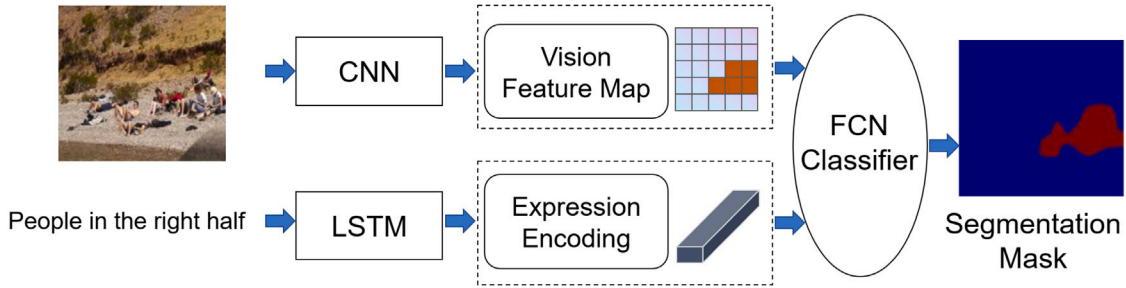 CNN
Vision
Feature Map
FCN
Classifier
People in the right half
LSTM
Expression
Encoding
Segmentation
Mask